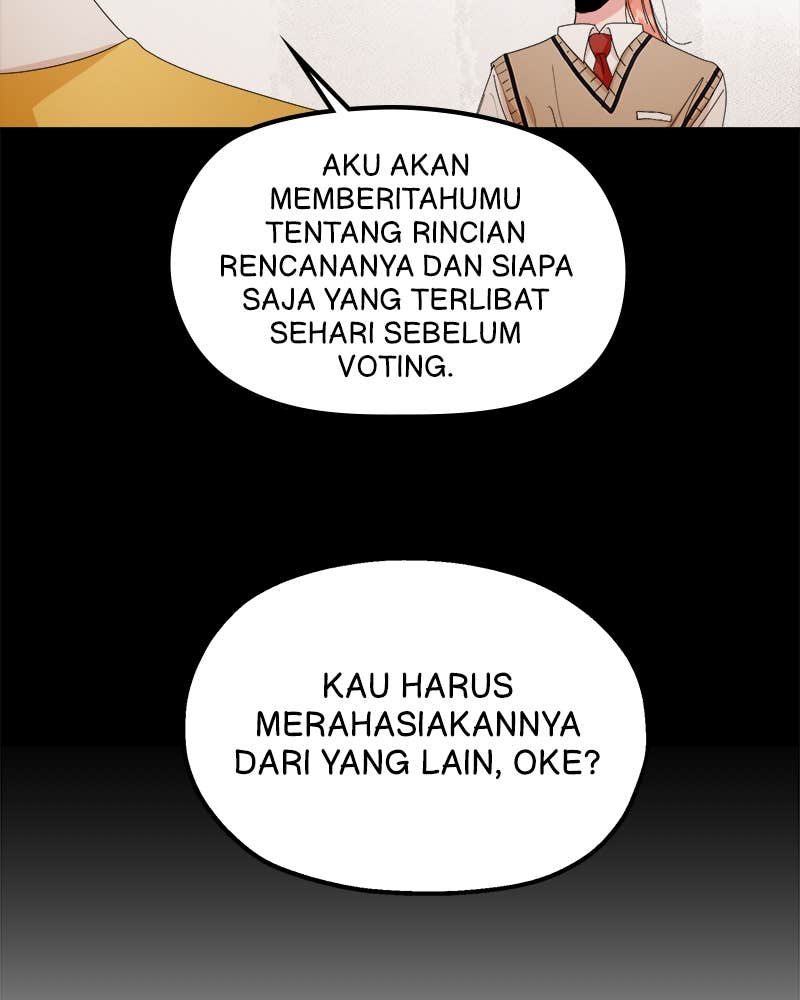 AKU AKAN
MEMBERITAHUMU
TENTANG RINCIAN
RENCANANYA DAN SIAPA
SAJA YANG TERLIBAT
SEHARI SEBELUM
VOTING.
KAU HARUS
MERAHASIAKANNYA
DARI YANG LAIN, OKE?